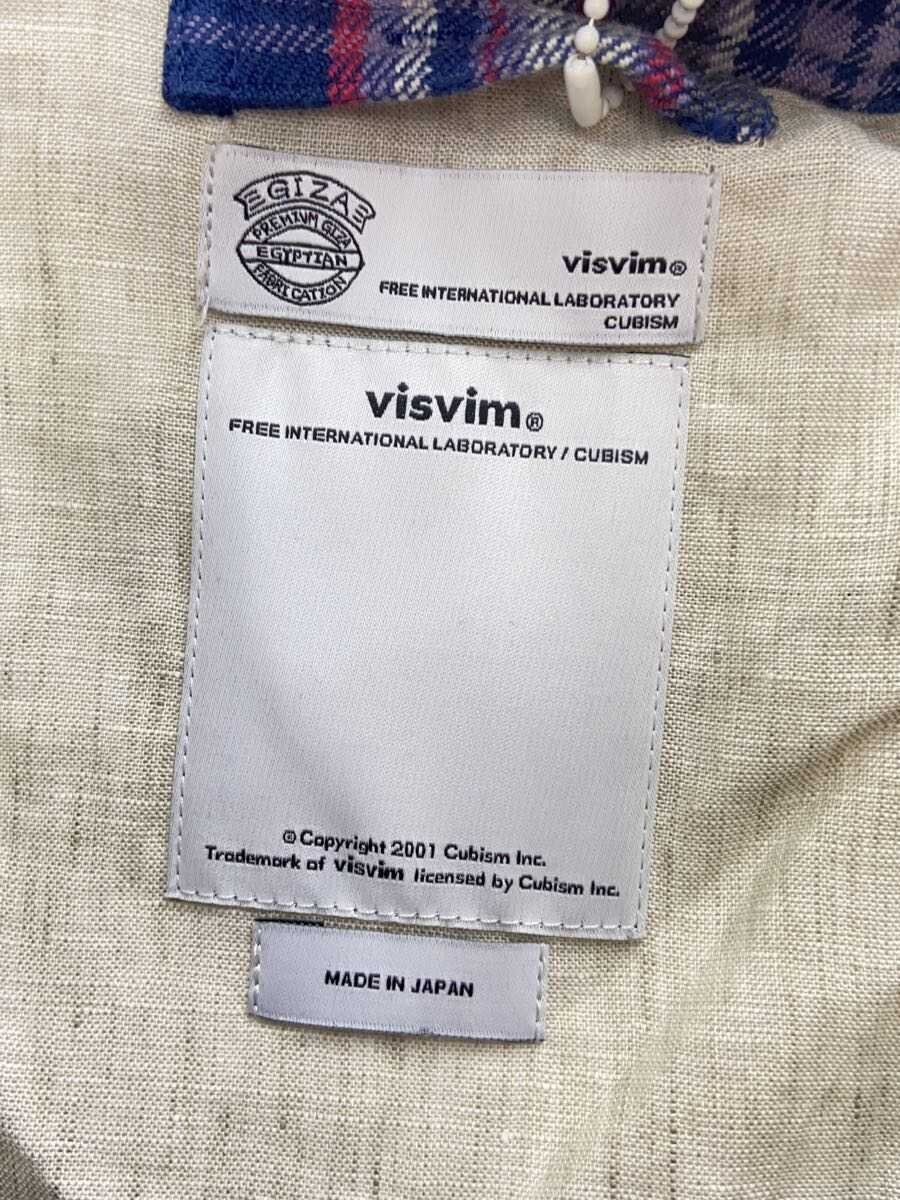 GIZA
PREMIUM GIZA
EGYPTIAN
FABRICATION
visvim®
FREE INTERNATIONAL LABORATORY
CUBISM
visvim®
FREE INTERNATIONAL LABORATORY / CUBISM
© Copyright 2001 Cubism Inc.
Trademark of visvim licensed by Cubism Inc.
MADE IN JAPAN